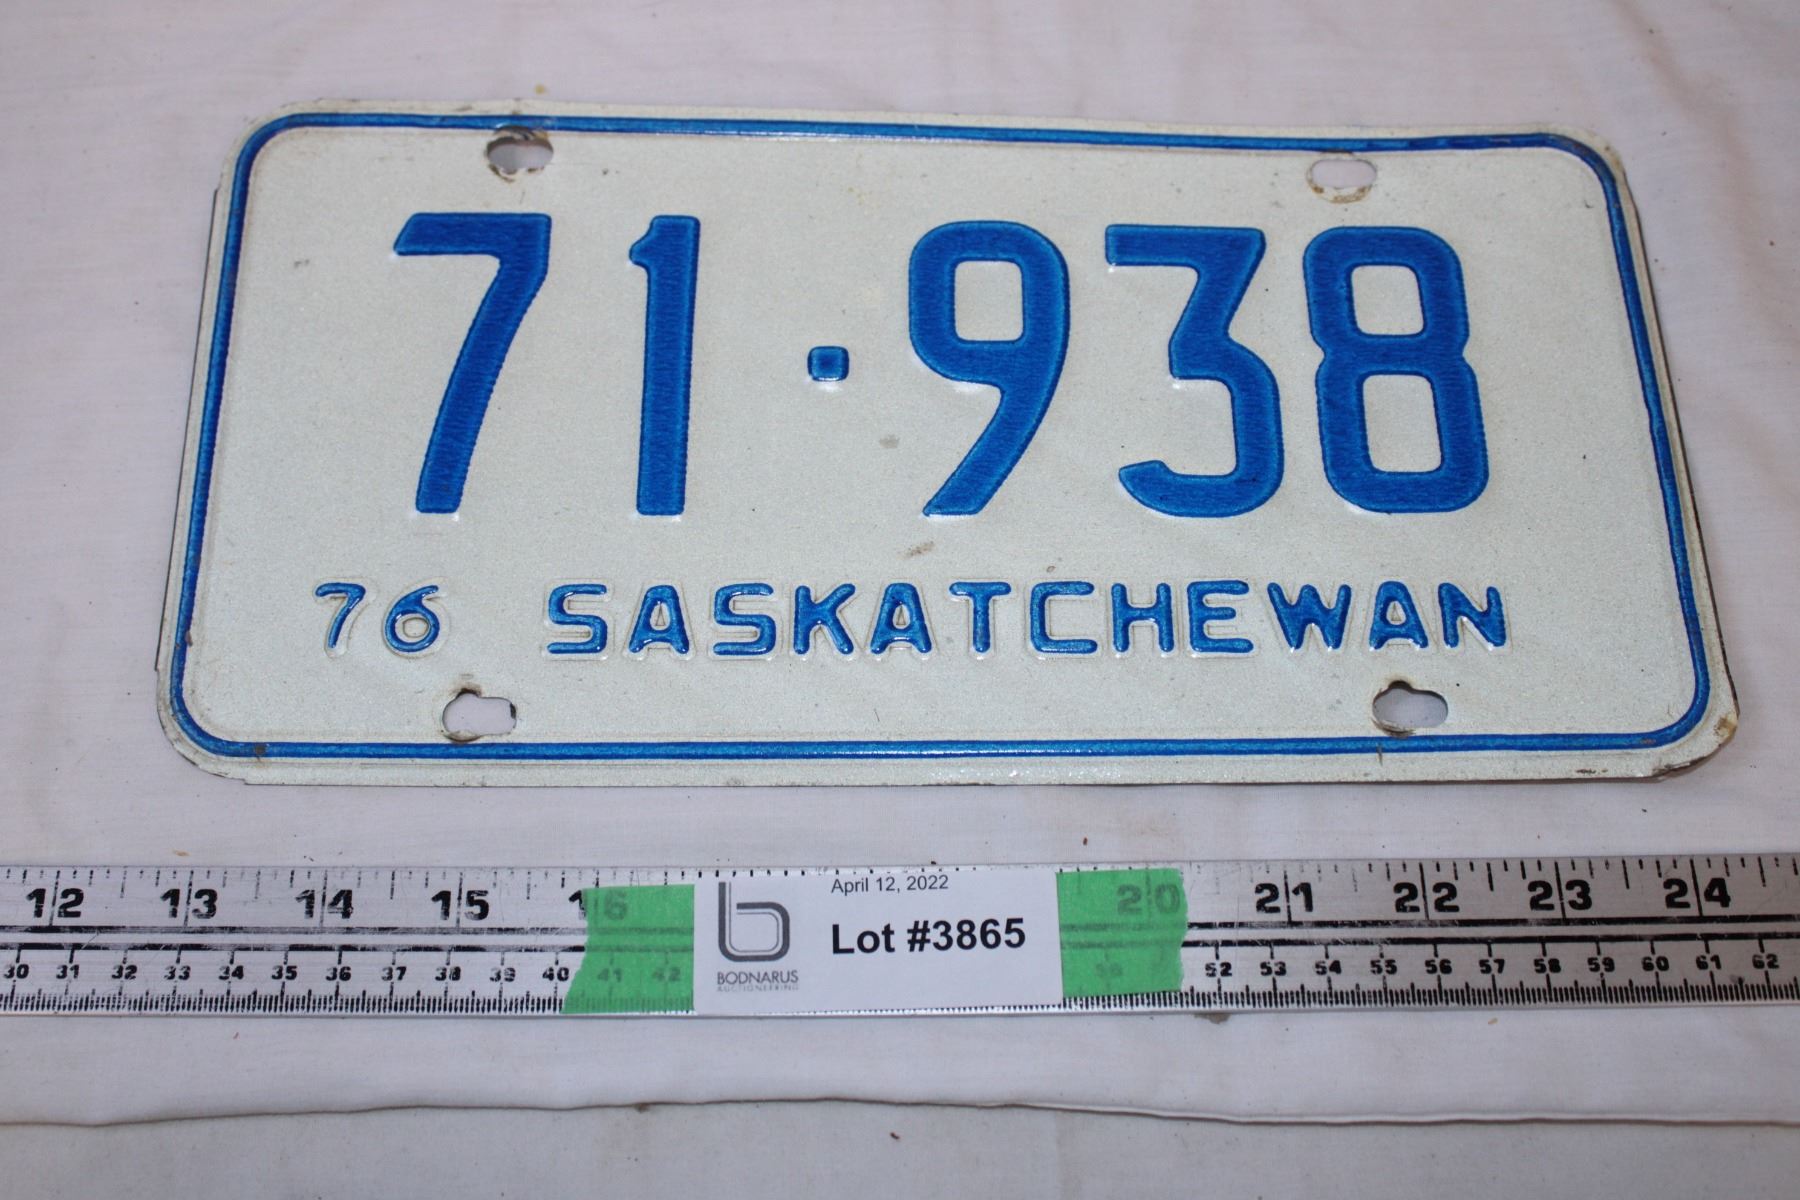 71·938
76 SASKATCHEWAN
12 13 14 15 16 20 21 22 23 24
30 31 32 33 34 35 36 37 38 39 40 41 42 52 53 54 55 56 57 58 59 60 61 62
April 12, 2022
Lot #3865
BODNARUS
AUCTIONEERING